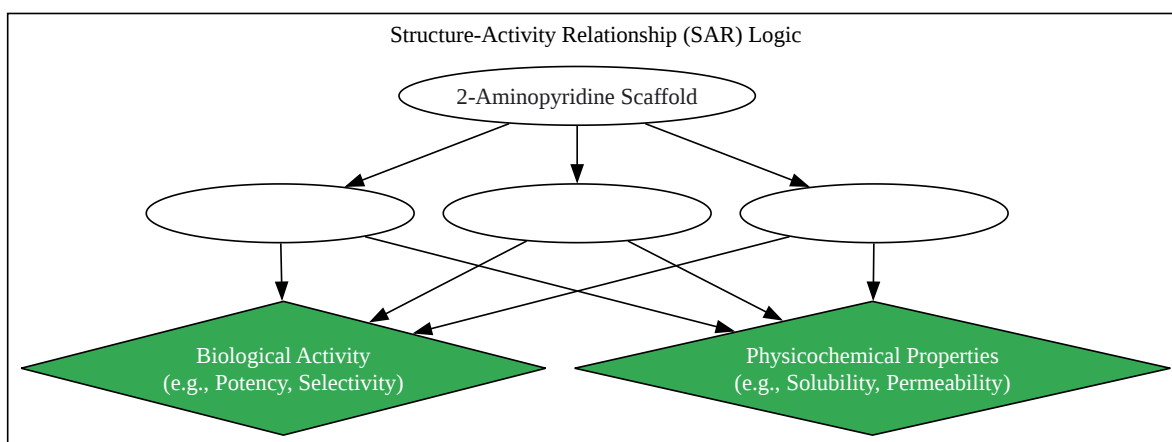 Structure-Activity Relationship (SAR) Logic
2-Aminopyridine Scaffold
Biological Activity
(e.g., Potency, Selectivity)
Physicochemical Properties
(e.g., Solubility, Permeability)